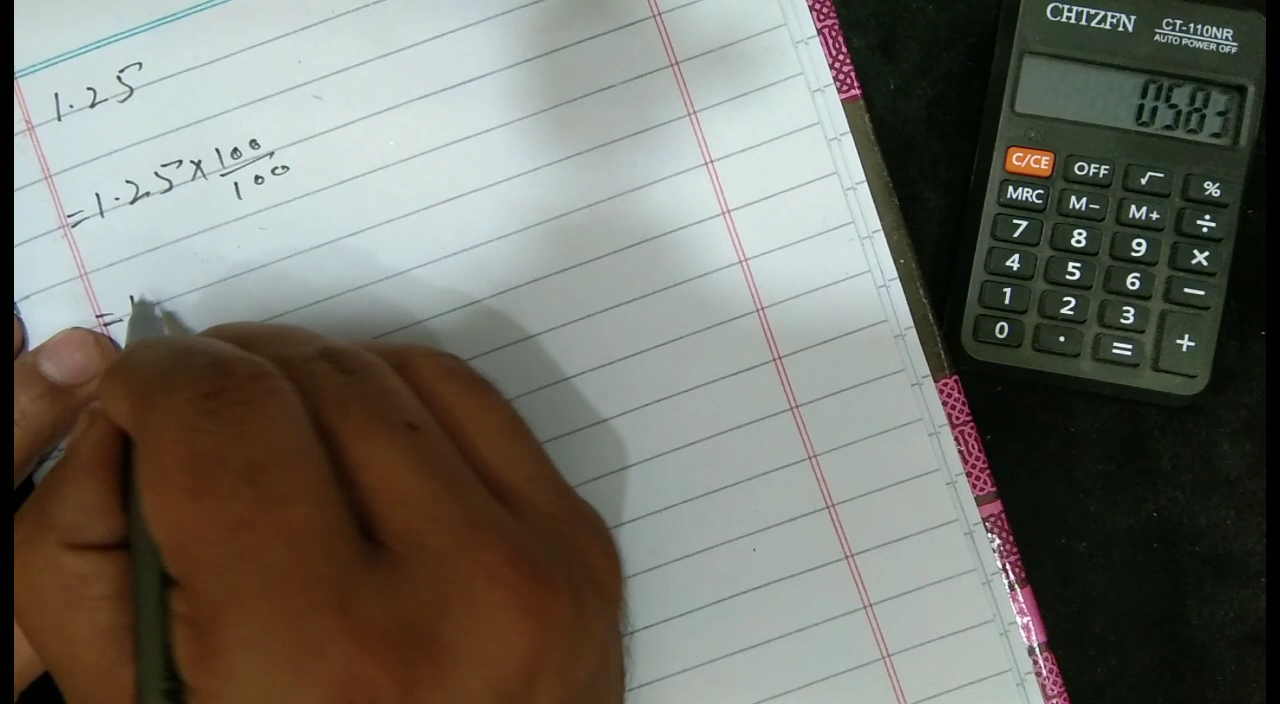 1.25
=1.25×100/100
=
CHTZFN
CT-110NR
AUTO POWER OFF
0583
C/CE OFF √ %
MRC M− M+ ÷
7 8 9 ×
4 5 6 −
1 2 3 +
0 · =